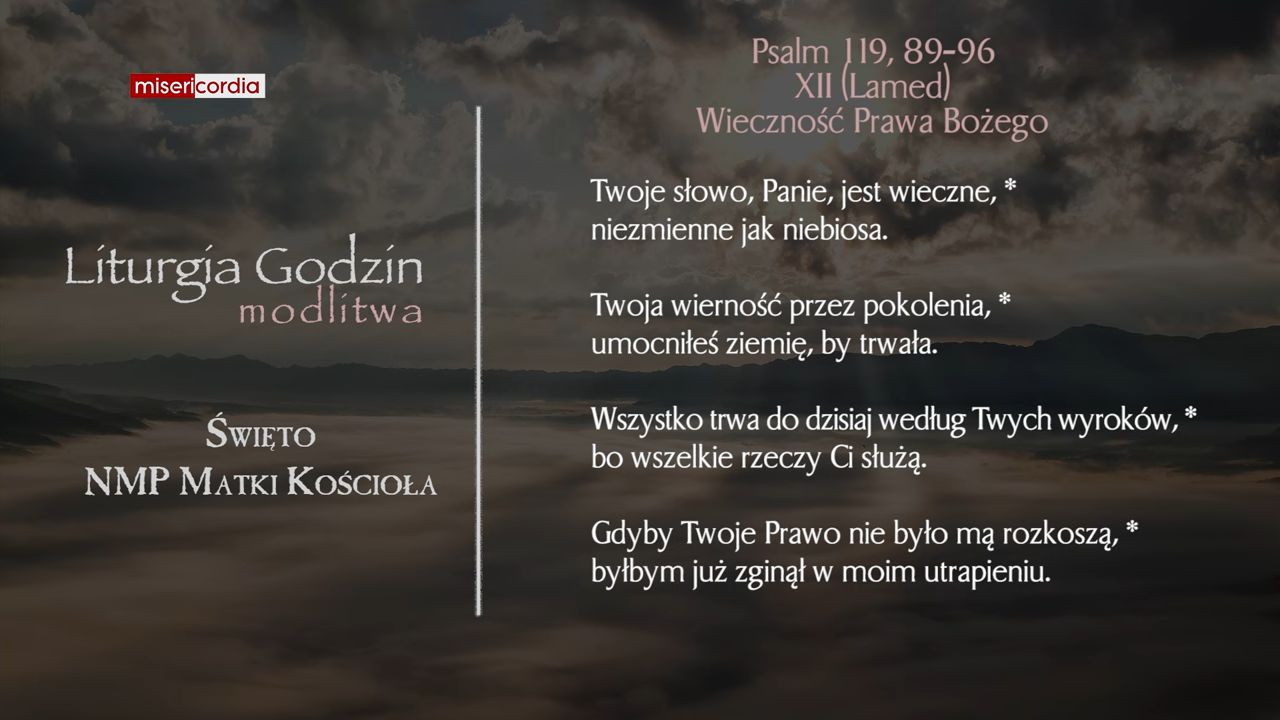 misericordia
Liturgia Godzin
modlitwa
Święto
NMP Matki Kościoła
Psalm 119, 89-96
XII (Lamed)
Wieczność Prawa Bożego
Twoje słowo, Panie, jest wieczne, *
niezmienne jak niebiosa.
Twoja wierność przez pokolenia, *
umocniłeś ziemię, by trwała.
Wszystko trwa do dzisiaj według Twych wyroków, *
bo wszelkie rzeczy Ci służą.
Gdyby Twoje Prawo nie było mą rozkoszą, *
byłbym już zginął w moim utrapieniu.